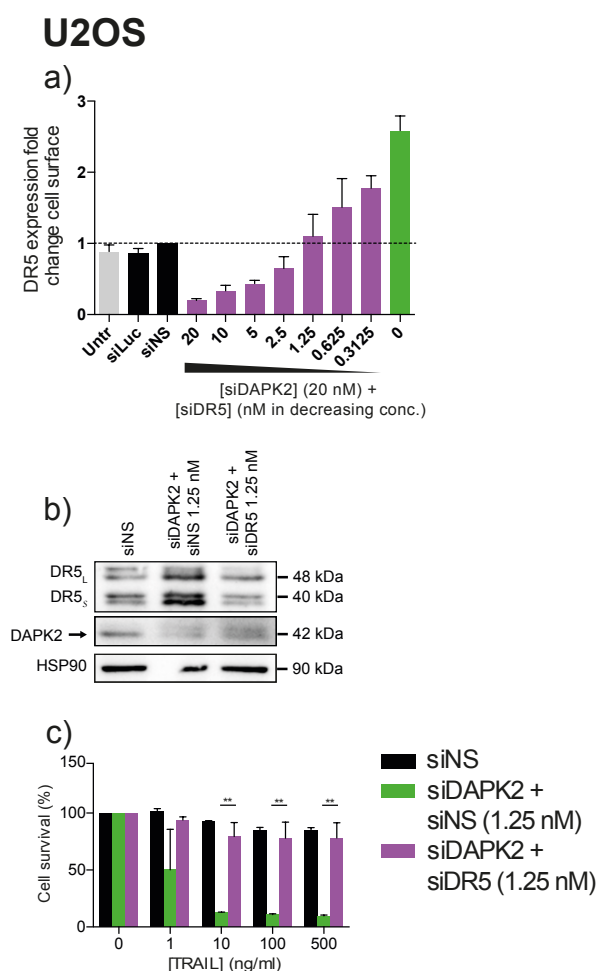 U2OS
a)
DR5 expression fold
change cell surface
3
2
1
0
Untr
siLuc
siNS
20
10
5
2.5
1.25
0.625
0.3125
0
[siDAPK2] (20 nM) +
[siDR5] (nM in decreasing conc.)
b)
siNS
siDAPK2 +
siNS 1.25 nM
siDAPK2 +
siDR5 1.25 nM
DR5L
48 kDa
DR5s
40 kDa
DAPK2
42 kDa
HSP90
90 kDa
c)
Cell survival (%)
150
100
50
0
** ** **
0 1 10 100 500
[TRAIL] (ng/ml)
siNS
siDAPK2 +
siNS (1.25 nM)
siDAPK2 +
siDR5 (1.25 nM)